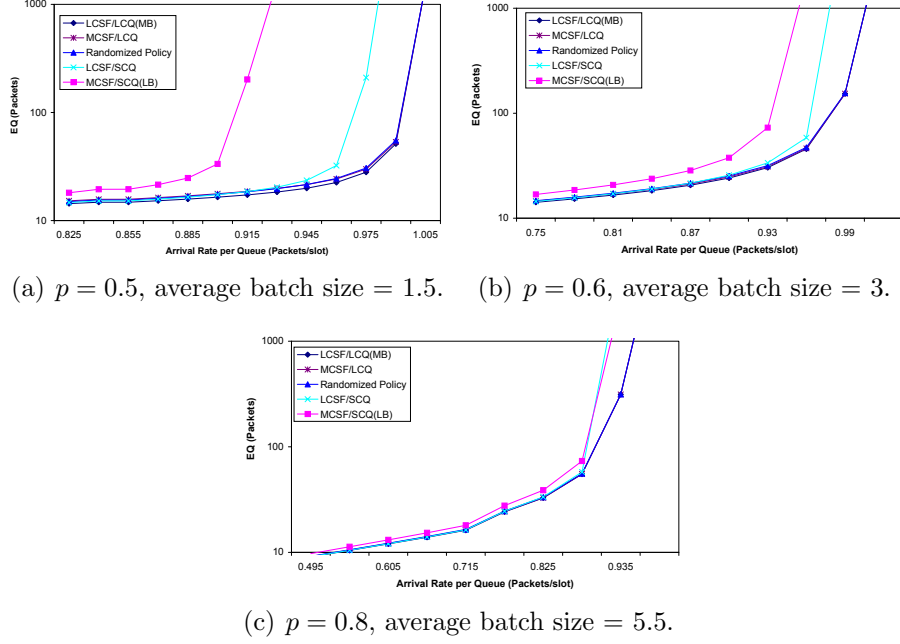 1000
100
10
EQ (Packets)
LCSF/LCQ(MB)
MCSF/LCQ
Randomized Policy
LCSF/SCQ
MCSF/SCQ(LB)
0.825 0.855 0.885 0.915 0.945 0.975 1.005
Arrival Rate per Queue (Packets/slot)
(a) p = 0.5, average batch size = 1.5.
1000
100
10
EQ (Packets)
LCSF/LCQ(MB)
MCSF/LCQ
Randomized Policy
LCSF/SCQ
MCSF/SCQ(LB)
0.75 0.81 0.87 0.93 0.99
Arrival Rate per Queue (Packets/slot)
(b) p = 0.6, average batch size = 3.
1000
100
10
EQ (Packets)
LCSF/LCQ(MB)
MCSF/LCQ
Randomized Policy
LCSF/SCQ
MCSF/SCQ(LB)
0.495 0.605 0.715 0.825 0.935
Arrival Rate per Queue (Packets/slot)
(c) p = 0.8, average batch size = 5.5.